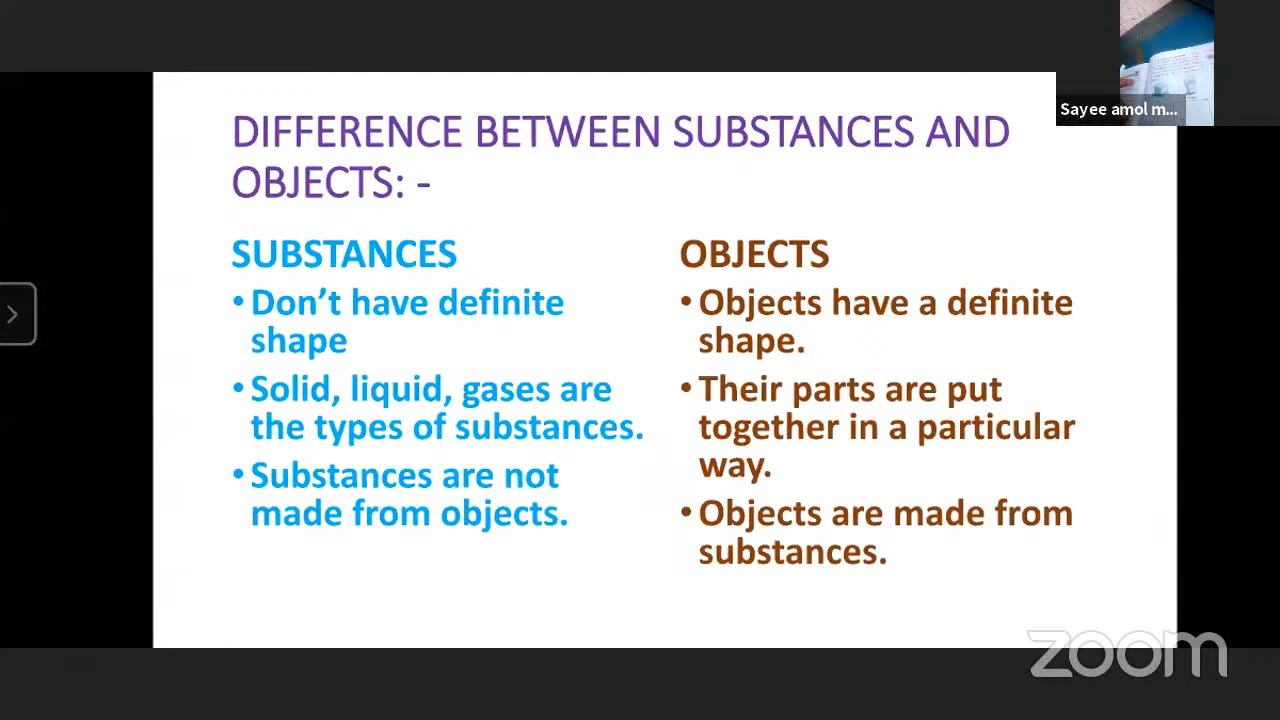 Sayee amol m...
DIFFERENCE BETWEEN SUBSTANCES AND
OBJECTS: -
SUBSTANCES
• Don't have definite
shape
• Solid, liquid, gases are
the types of substances.
• Substances are not
made from objects.
OBJECTS
• Objects have a definite
shape.
• Their parts are put
together in a particular
way.
• Objects are made from
substances.
zoom